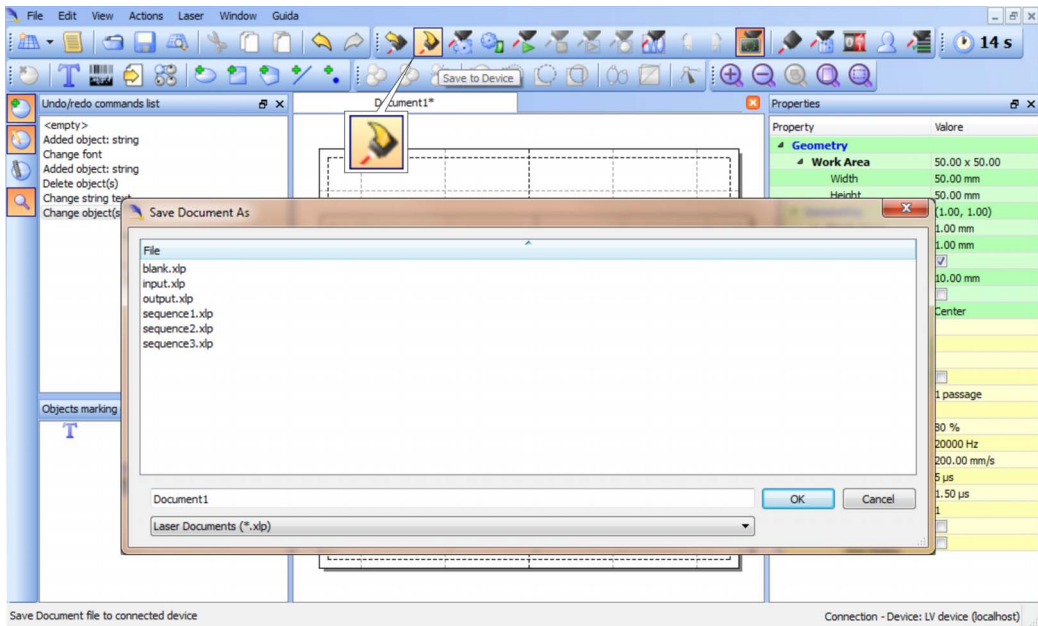 File Edit View Actions Laser Window Guida
14 s
Save to Device
Undo/redo commands list
<empty>
Added object: string
Change font
Added object: string
Delete object(s)
Change string text
Change object(s
Objects marking
Document1*
Properties
Property Valore
Geometry
Work Area 50.00 x 50.00
Width 50.00 mm
Height 50.00 mm
(1.00, 1.00)
1.00 mm
1.00 mm
10.00 mm
Center
1 passage
80 %
20000 Hz
200.00 mm/s
5 µs
1.50 µs
1
Save Document As
File
blank.xlp
input.xlp
output.xlp
sequence1.xlp
sequence2.xlp
sequence3.xlp
Document1
OK Cancel
Laser Documents (*.xlp)
Save Document file to connected device
Connection - Device: LV device (localhost)